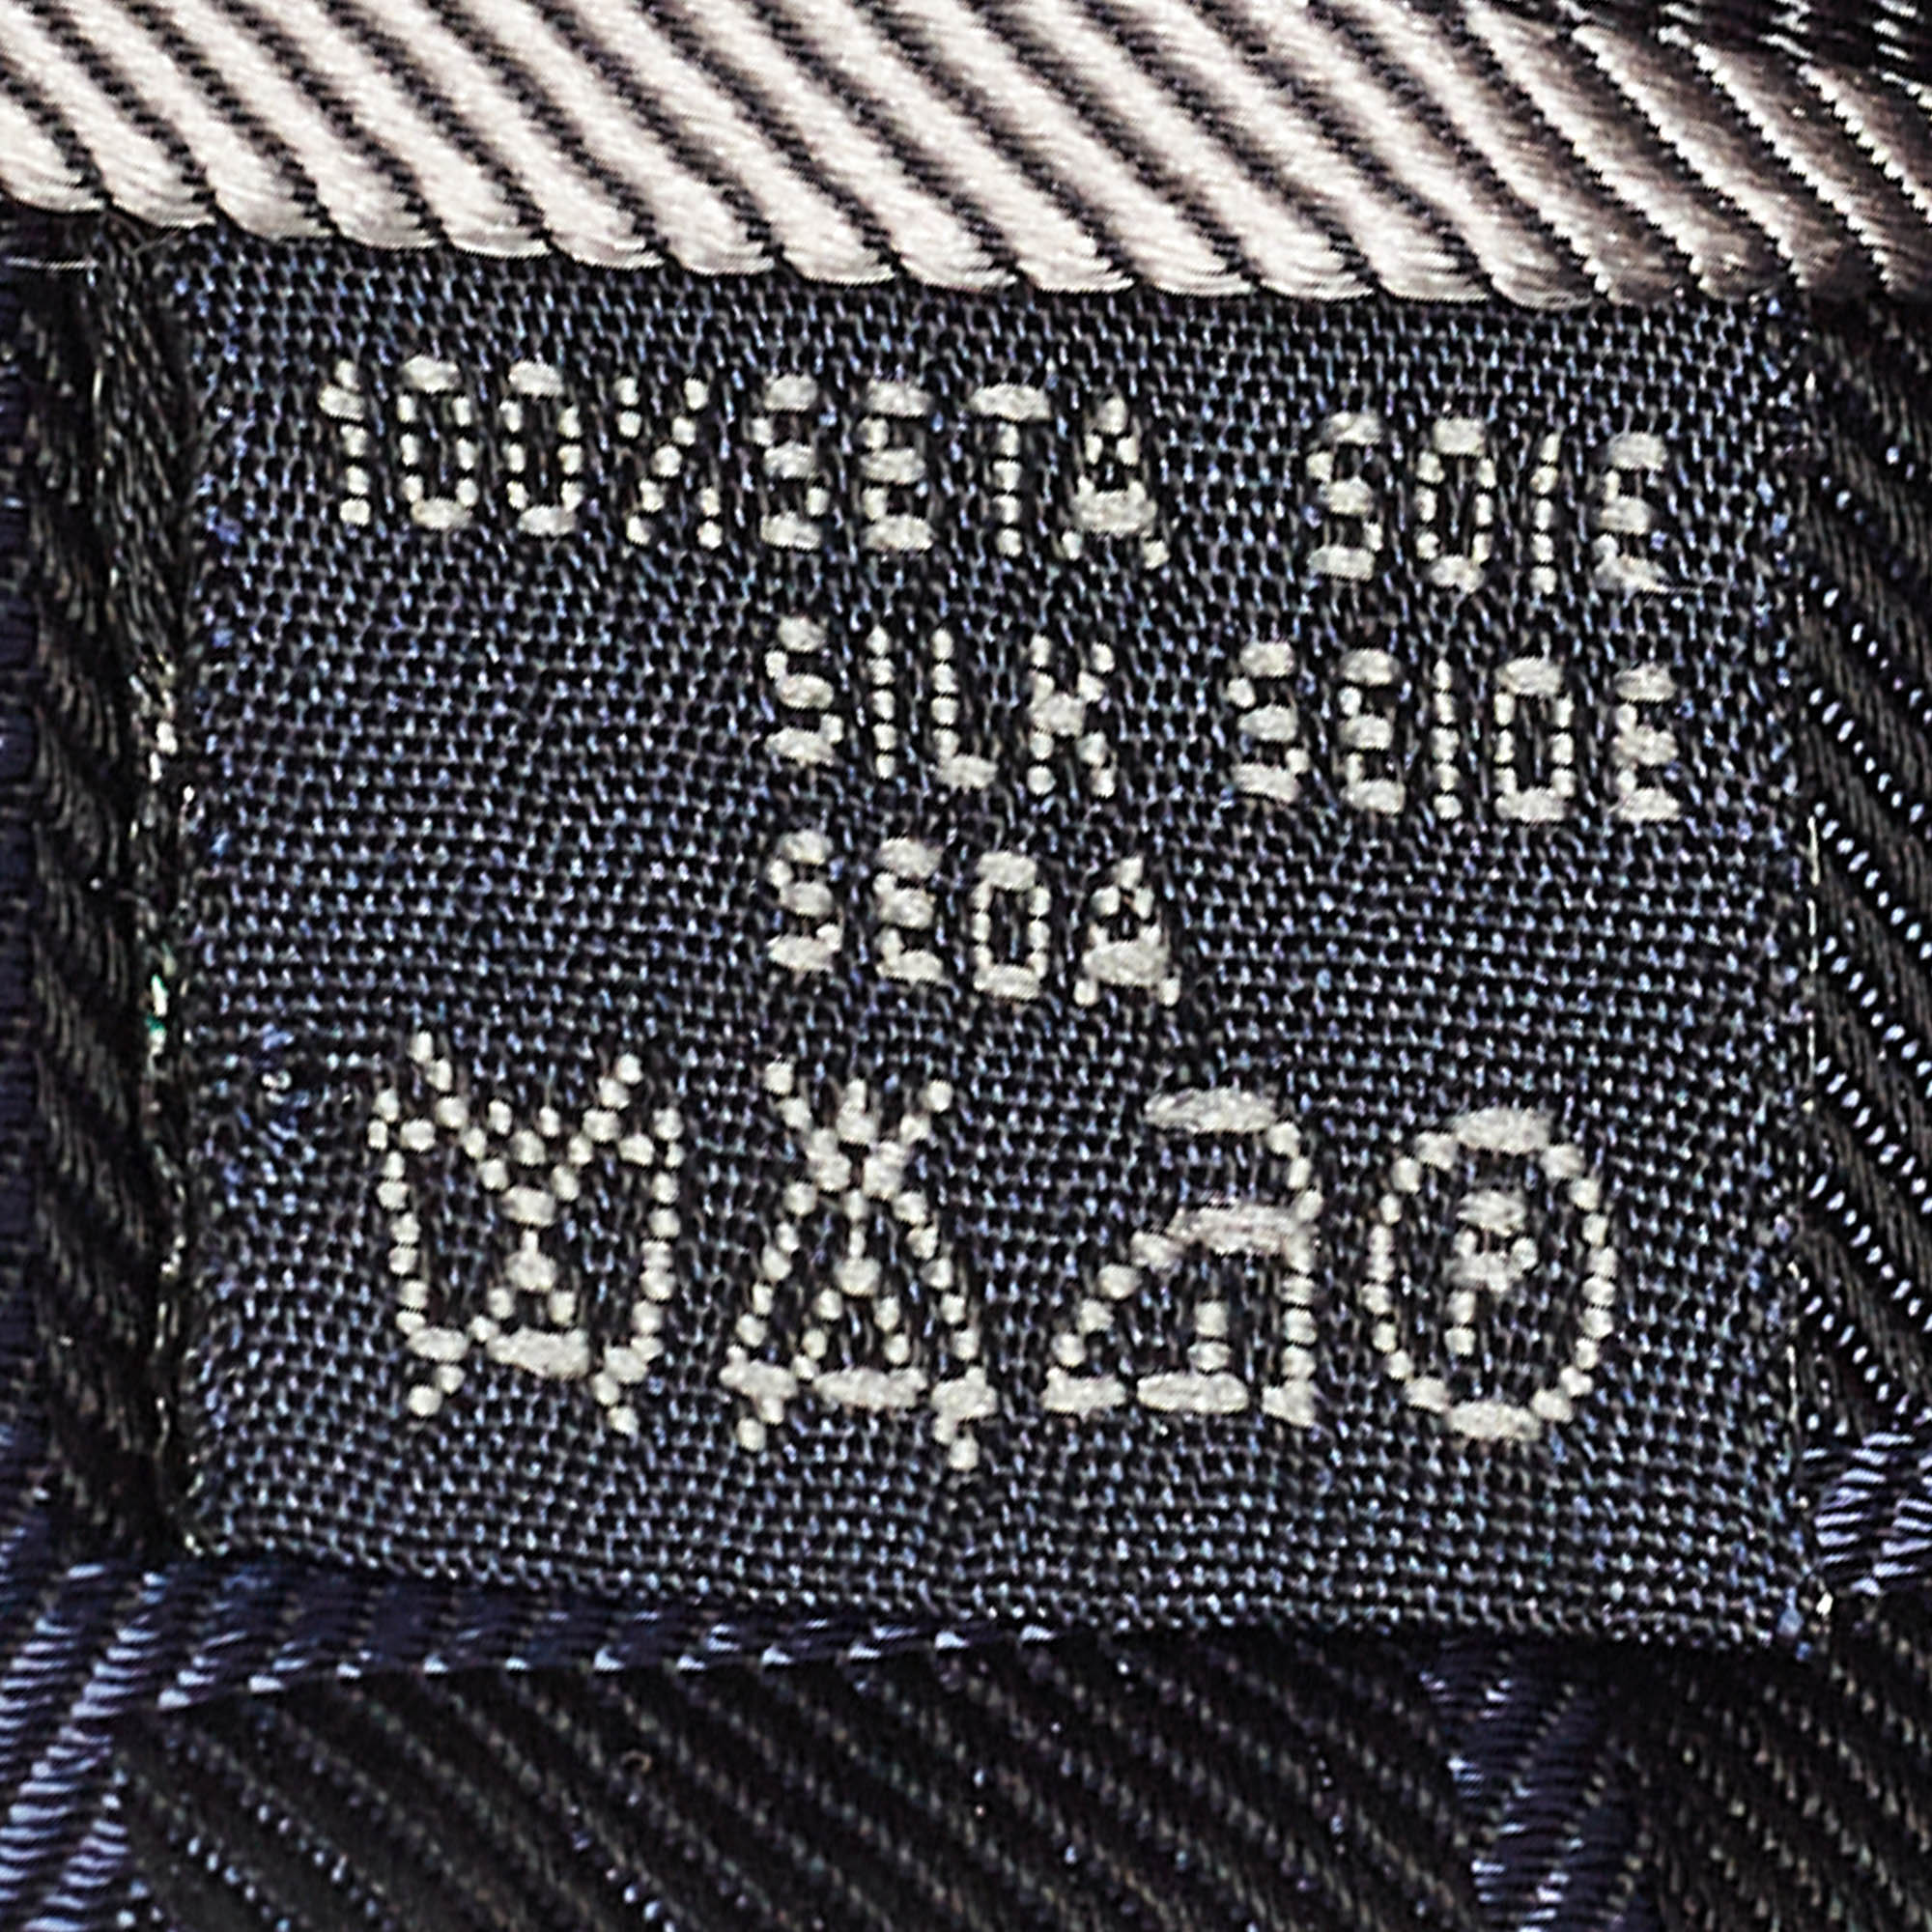 100%SETA SOIE
SILK SEIDE
SEDA
P